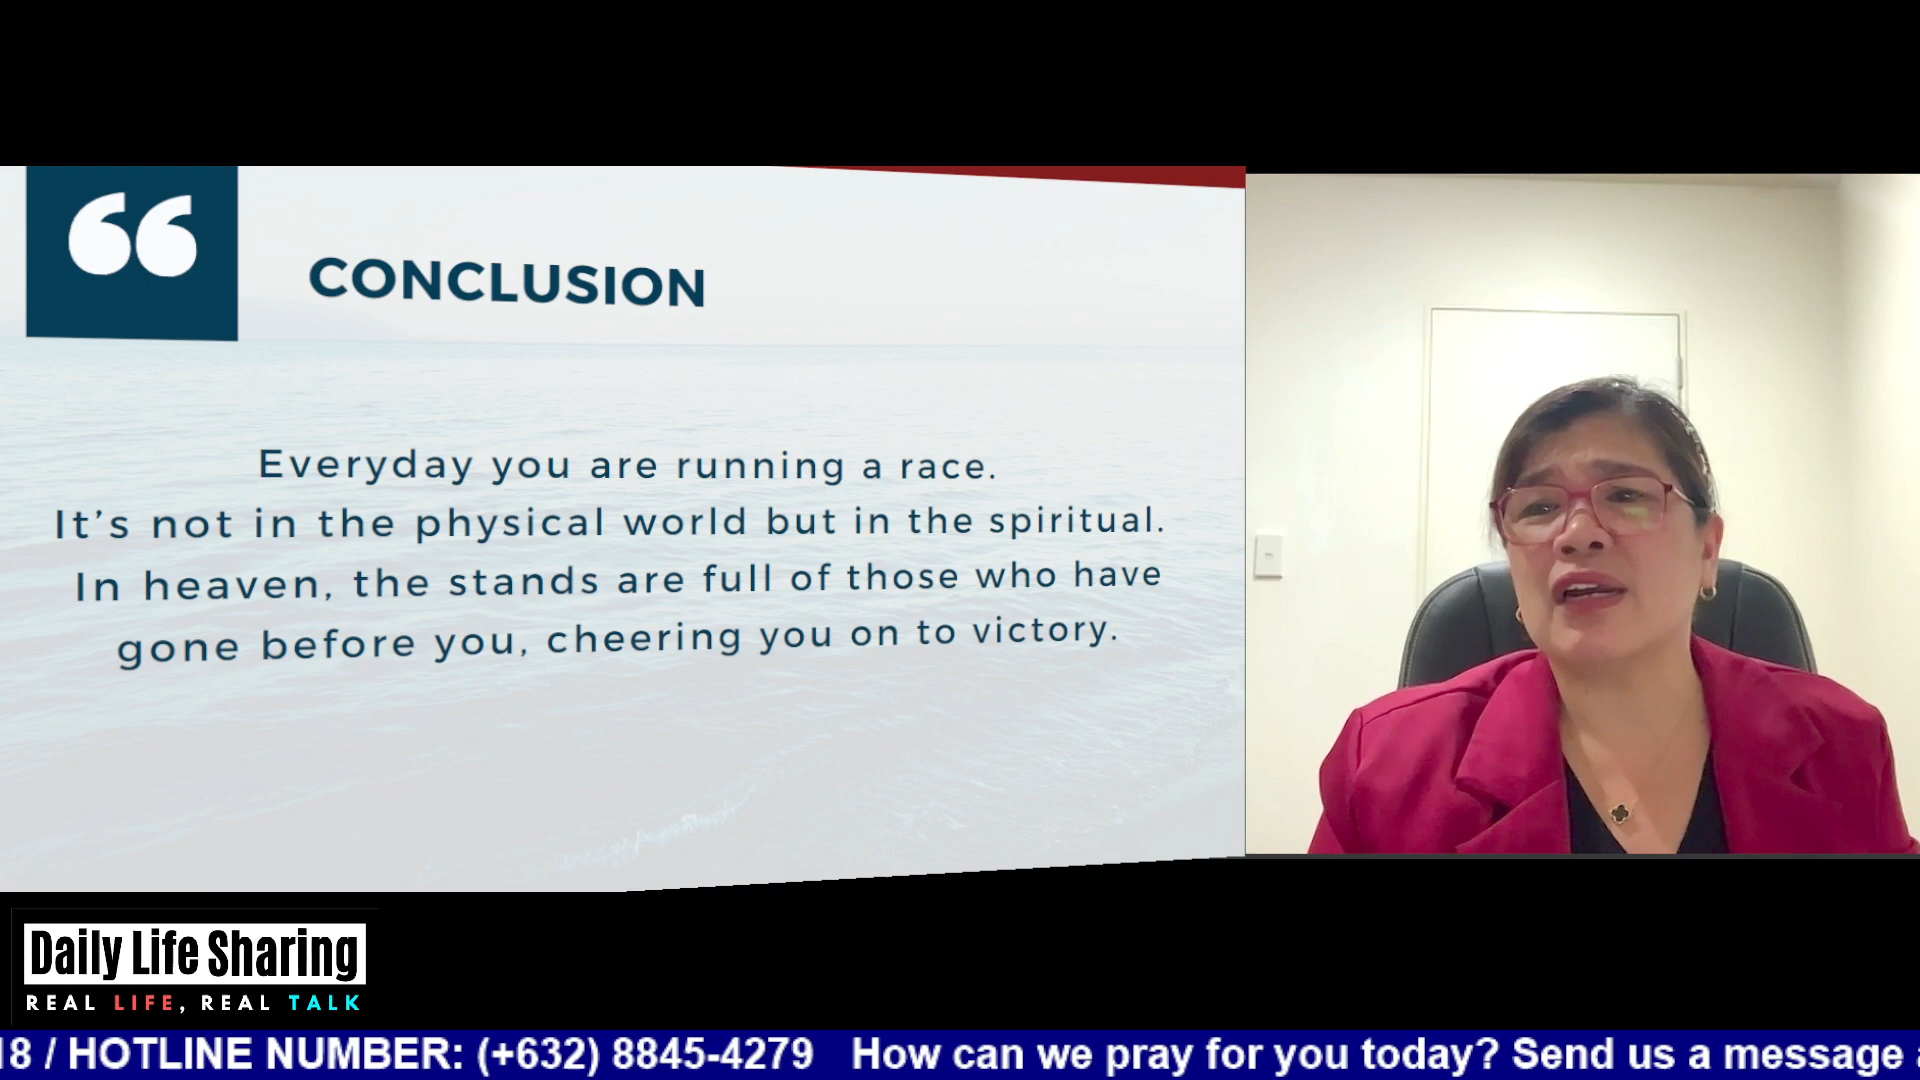 CONCLUSION
Everyday you are running a race.
It's not in the physical world but in the spiritual.
In heaven, the stands are full of those who have
gone before you, cheering you on to victory.
Daily Life Sharing
REAL LIFE, REAL TALK
18 / HOTLINE NUMBER: (+632) 8845-4279 How can we pray for you today? Send us a message